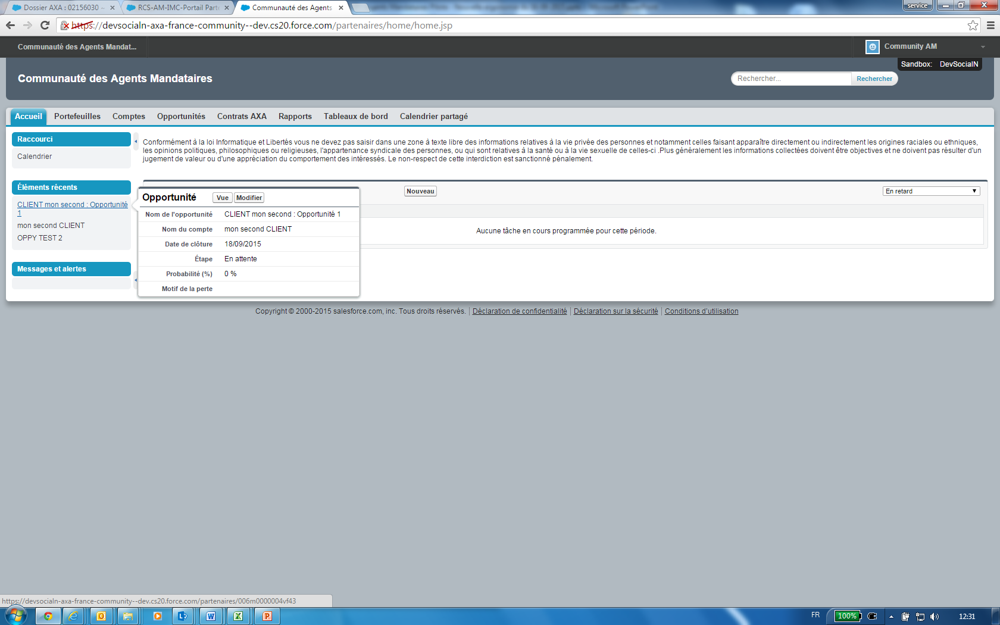 Dossier AXA : 02156030 ~
RCS-AM-IMC-Portail Parte
Communauté des Agents
service
https://devsocialn-axa-france-community--dev.cs20.force.com/partenaires/home/home.jsp
Communauté des Agents Mandat...
Community AM
Sandbox: DevSocialN
Communauté des Agents Mandataires
Rechercher...
Rechercher
Accueil Portefeuilles Comptes Opportunités Contrats AXA Rapports Tableaux de bord Calendrier partagé
Raccourci
Calendrier
Conformément à la loi Informatique et Libertés vous ne devez pas saisir dans une zone à texte libre des informations relatives à la vie privée des personnes et notamment celles faisant apparaître directement ou indirectement les origines raciales ou ethniques,
les opinions politiques, philosophiques ou religieuses, l'appartenance syndicale des personnes, ou qui sont relatives à la santé ou à la vie sexuelle de celles-ci .Plus généralement les informations collectées doivent être objectives et ne doivent pas résulter d'un
jugement de valeur ou d'une appréciation du comportement des intéressés. Le non-respect de cette interdiction est sanctionné pénalement.
Éléments récents
CLIENT mon second : Opportunité
1
mon second CLIENT
OPPY TEST 2
Messages et alertes
Opportunité Vue Modifier
Nom de l'opportunité CLIENT mon second : Opportunité 1
Nom du compte mon second CLIENT
Date de clôture 18/09/2015
Étape En attente
Probabilité (%) 0 %
Motif de la perte
Nouveau
En retard
Aucune tâche en cours programmée pour cette période.
Copyright © 2000-2015 salesforce.com, inc. Tous droits réservés. | Déclaration de confidentialité | Déclaration sur la sécurité | Conditions d'utilisation
https://devsocialn-axa-france-community--dev.cs20.force.com/partenaires/006m0000004vf43
FR
100%
12:31